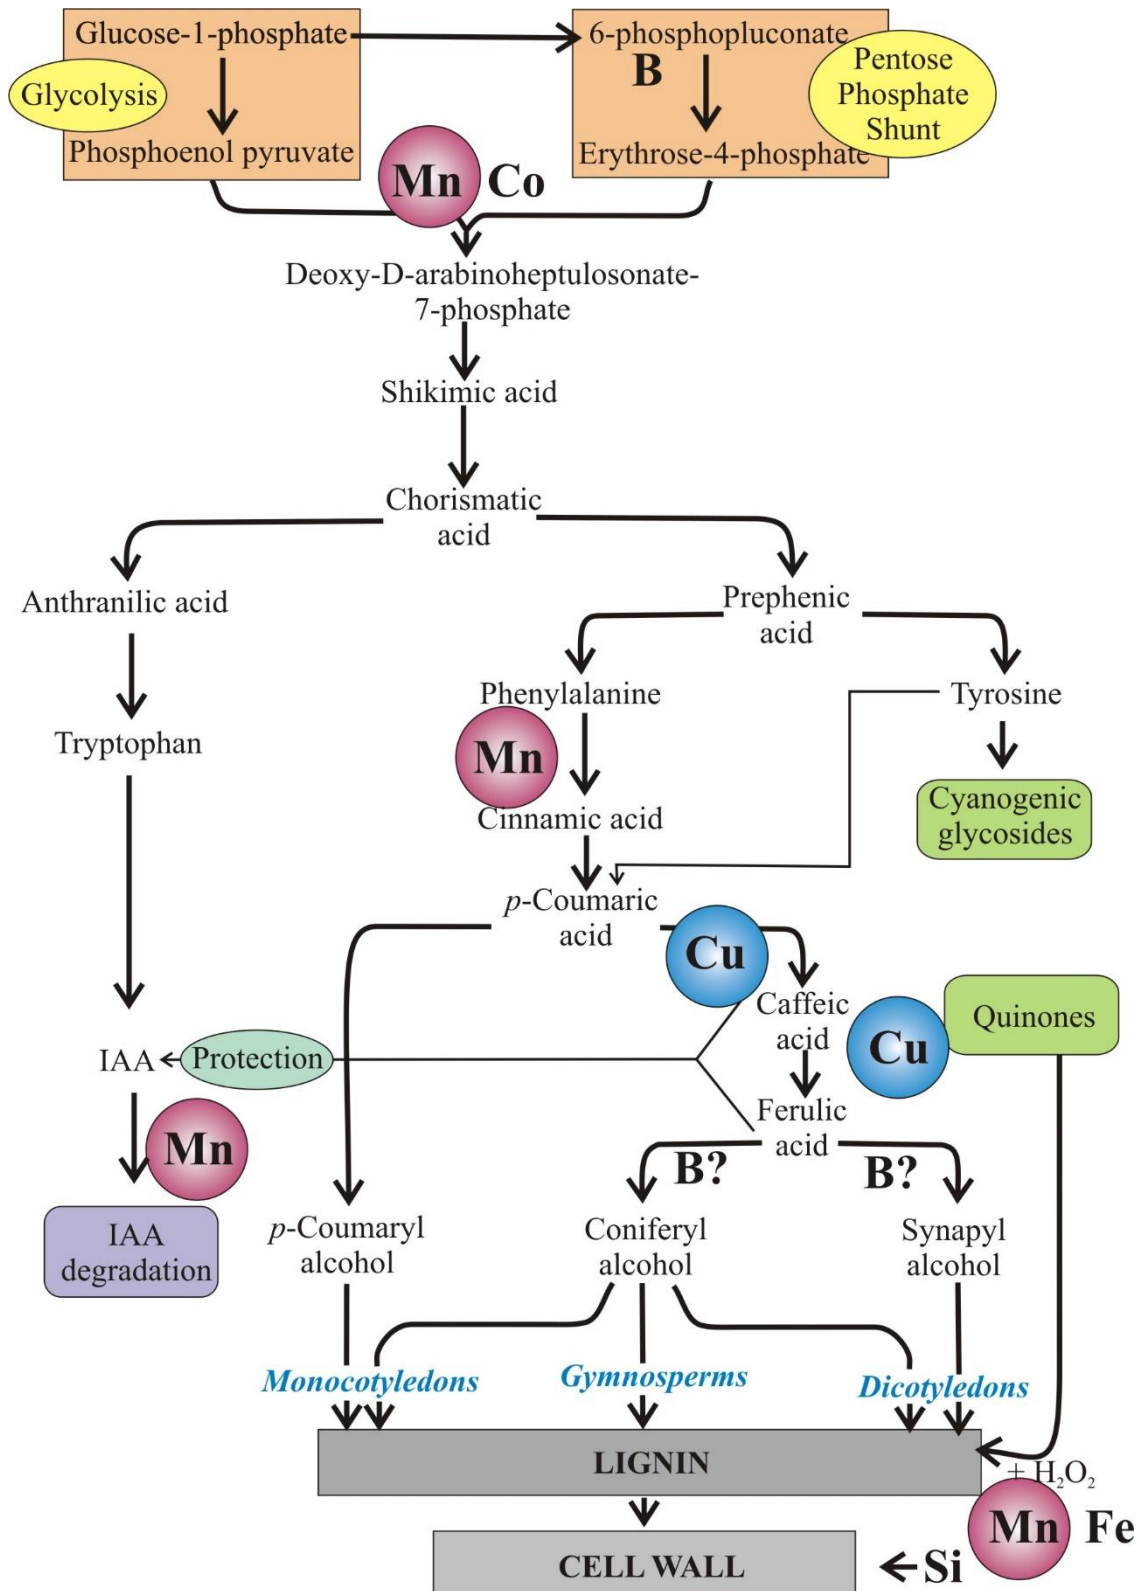 Glucose-1-phosphate
6-phosphopluconate
B
Pentose
Phosphate
Shunt
Glycolysis
Phosphoenol pyruvate
Erythrose-4-phosphate
Mn
Co
Deoxy-D-arabinoheptulosonate-
7-phosphate
Shikimic acid
Chorismatic
acid
Anthranilic acid
Prephenic
acid
Phenylalanine
Tyrosine
Tryptophan
Mn
Cyanogenic
glycosides
Cinnamic acid
p-Coumaric
acid
Cu
Caffeic
acid
Cu
Quinones
IAA
Protection
Ferulic
acid
Mn
B?
B?
IAA
degradation
p-Coumaryl
alcohol
Coniferyl
alcohol
Synapyl
alcohol
Monocotyledons
Gymnosperms
Dicotyledons
LIGNIN
+ H₂O₂
Mn
Fe
CELL WALL
Si